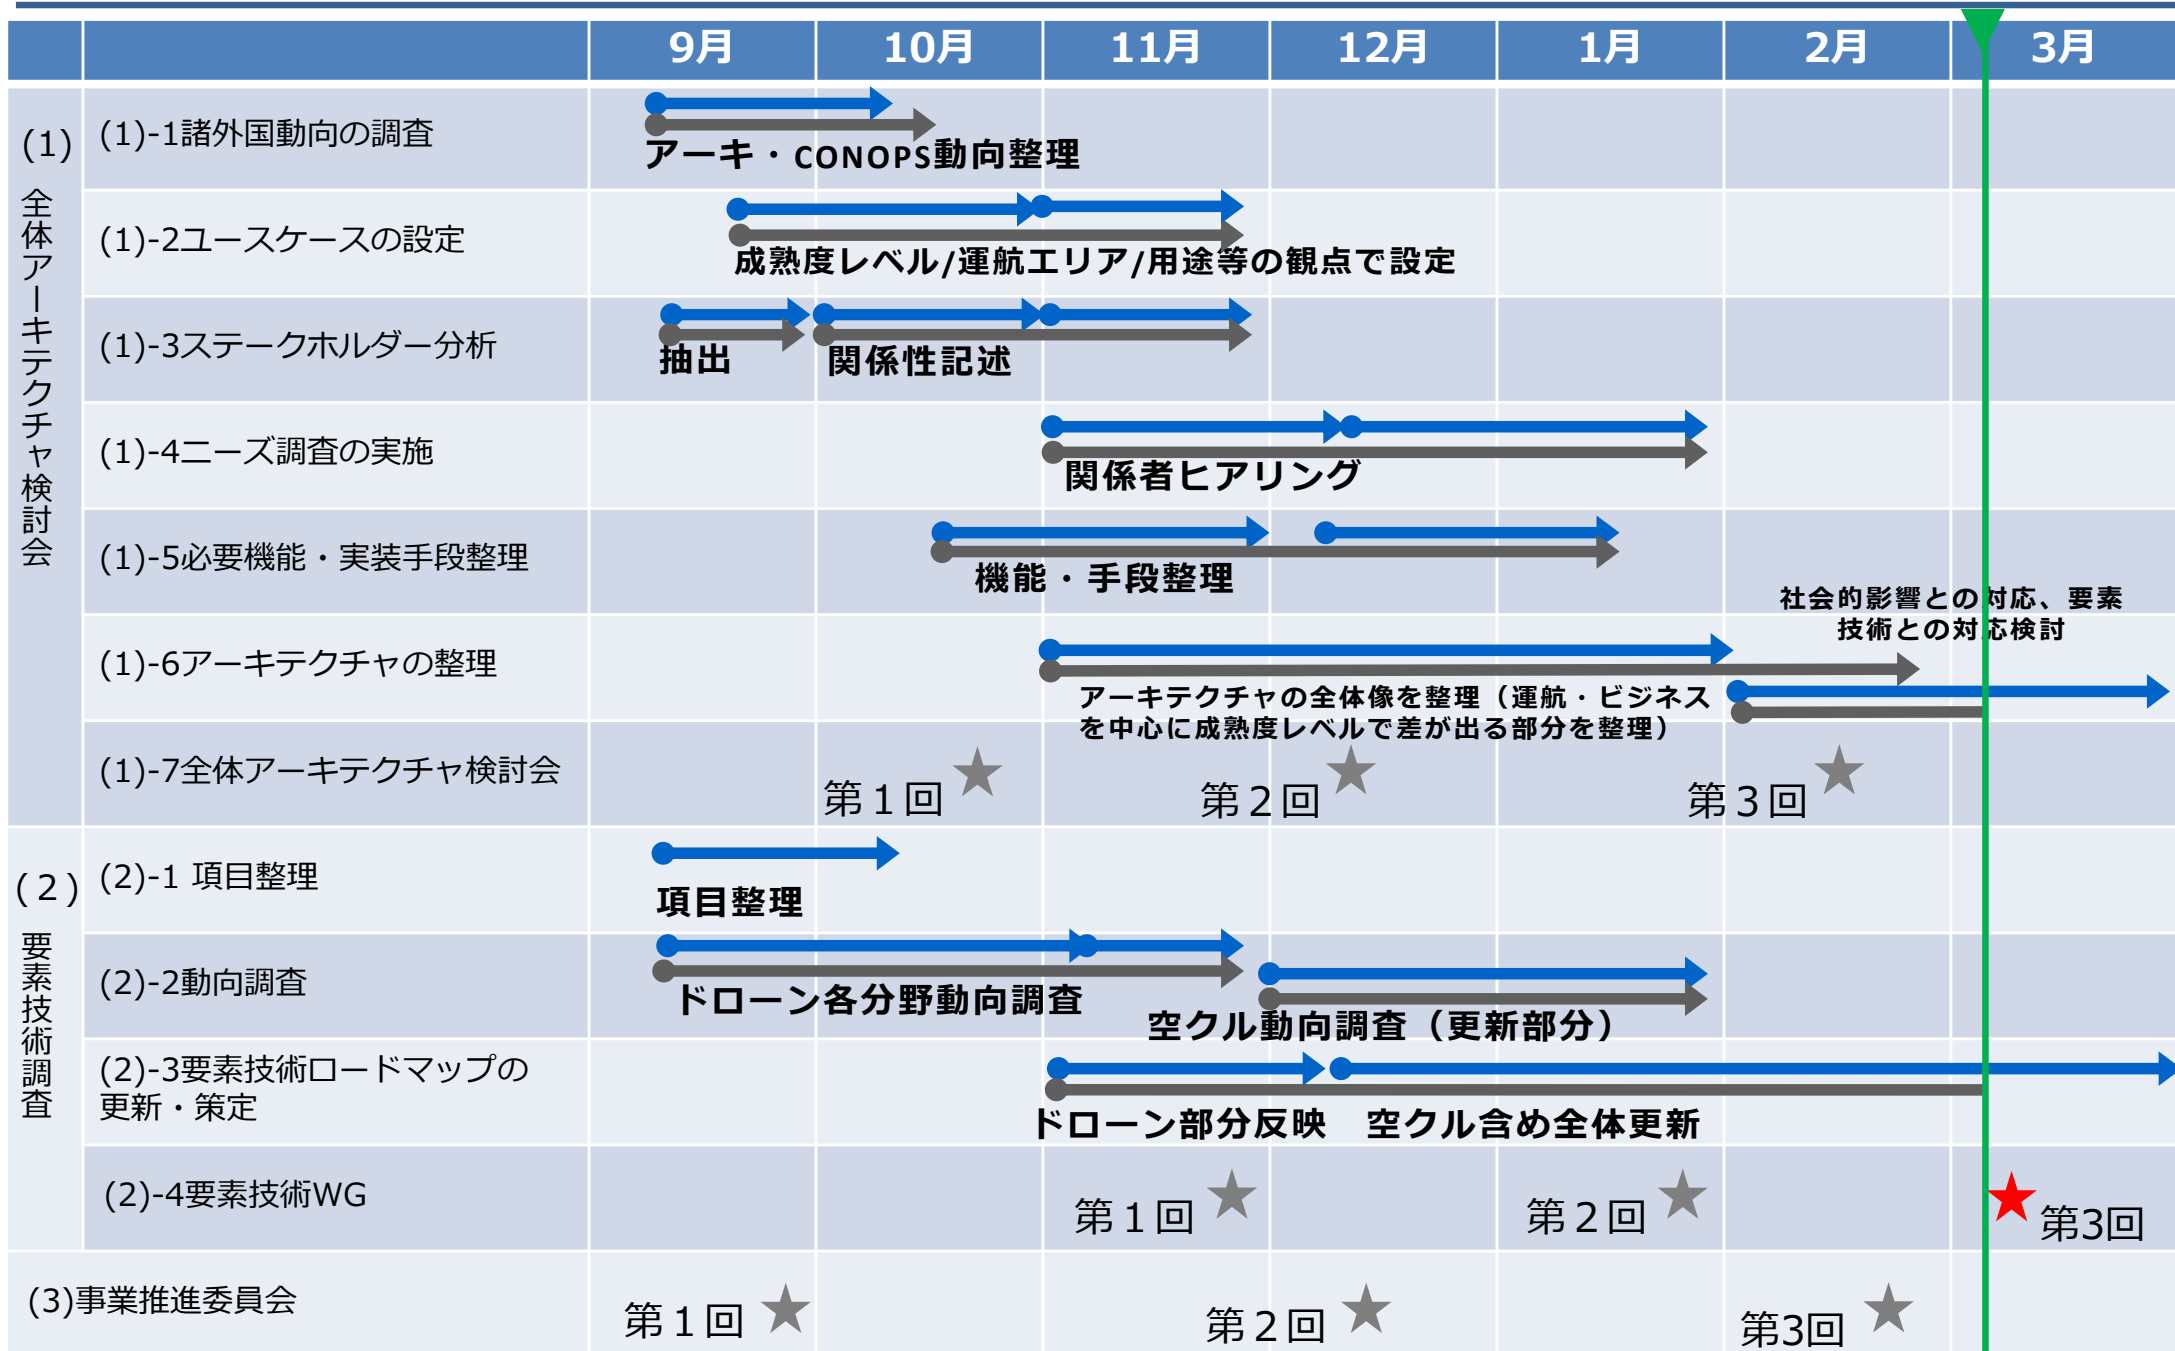 9月 10月 11月 12月 1月 2月 3月
(1)
全体アーキテクチャ検討会
(1)-1諸外国動向の調査
アーキ・CONOPS動向整理
(1)-2ユースケースの設定
成熟度レベル/運航エリア/用途等の観点で設定
(1)-3ステークホルダー分析
抽出 関係性記述
(1)-4ニーズ調査の実施
関係者ヒアリング
(1)-5必要機能・実装手段整理
機能・手段整理
社会的影響との対応、要素
技術との対応検討
(1)-6アーキテクチャの整理
アーキテクチャの全体像を整理（運航・ビジネス
を中心に成熟度レベルで差が出る部分を整理）
(1)-7全体アーキテクチャ検討会
第１回 第２回 第３回
(２)
要素技術調査
(2)-1 項目整理
項目整理
(2)-2動向調査
ドローン各分野動向調査
空クル動向調査（更新部分）
(2)-3要素技術ロードマップの
更新・策定
ドローン部分反映 空クル含め全体更新
(2)-4要素技術WG
第１回 第２回 第3回
(3)事業推進委員会
第１回 第２回 第3回